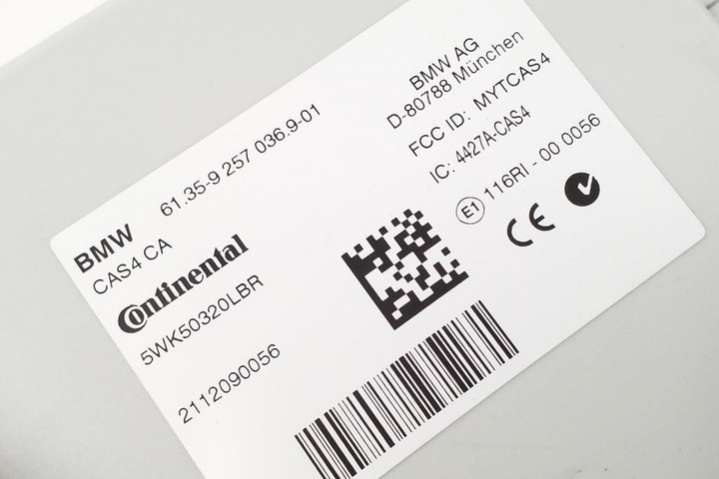 BMW 61.35-9 257 036.9-01
CAS4 CA
Continental
5WK50320LBR
2112090056
BMW AG
D-80788 München
FCC ID: MYTCAS4
IC: 4427A-CAS4
E1 116RI - 00 0056
CE